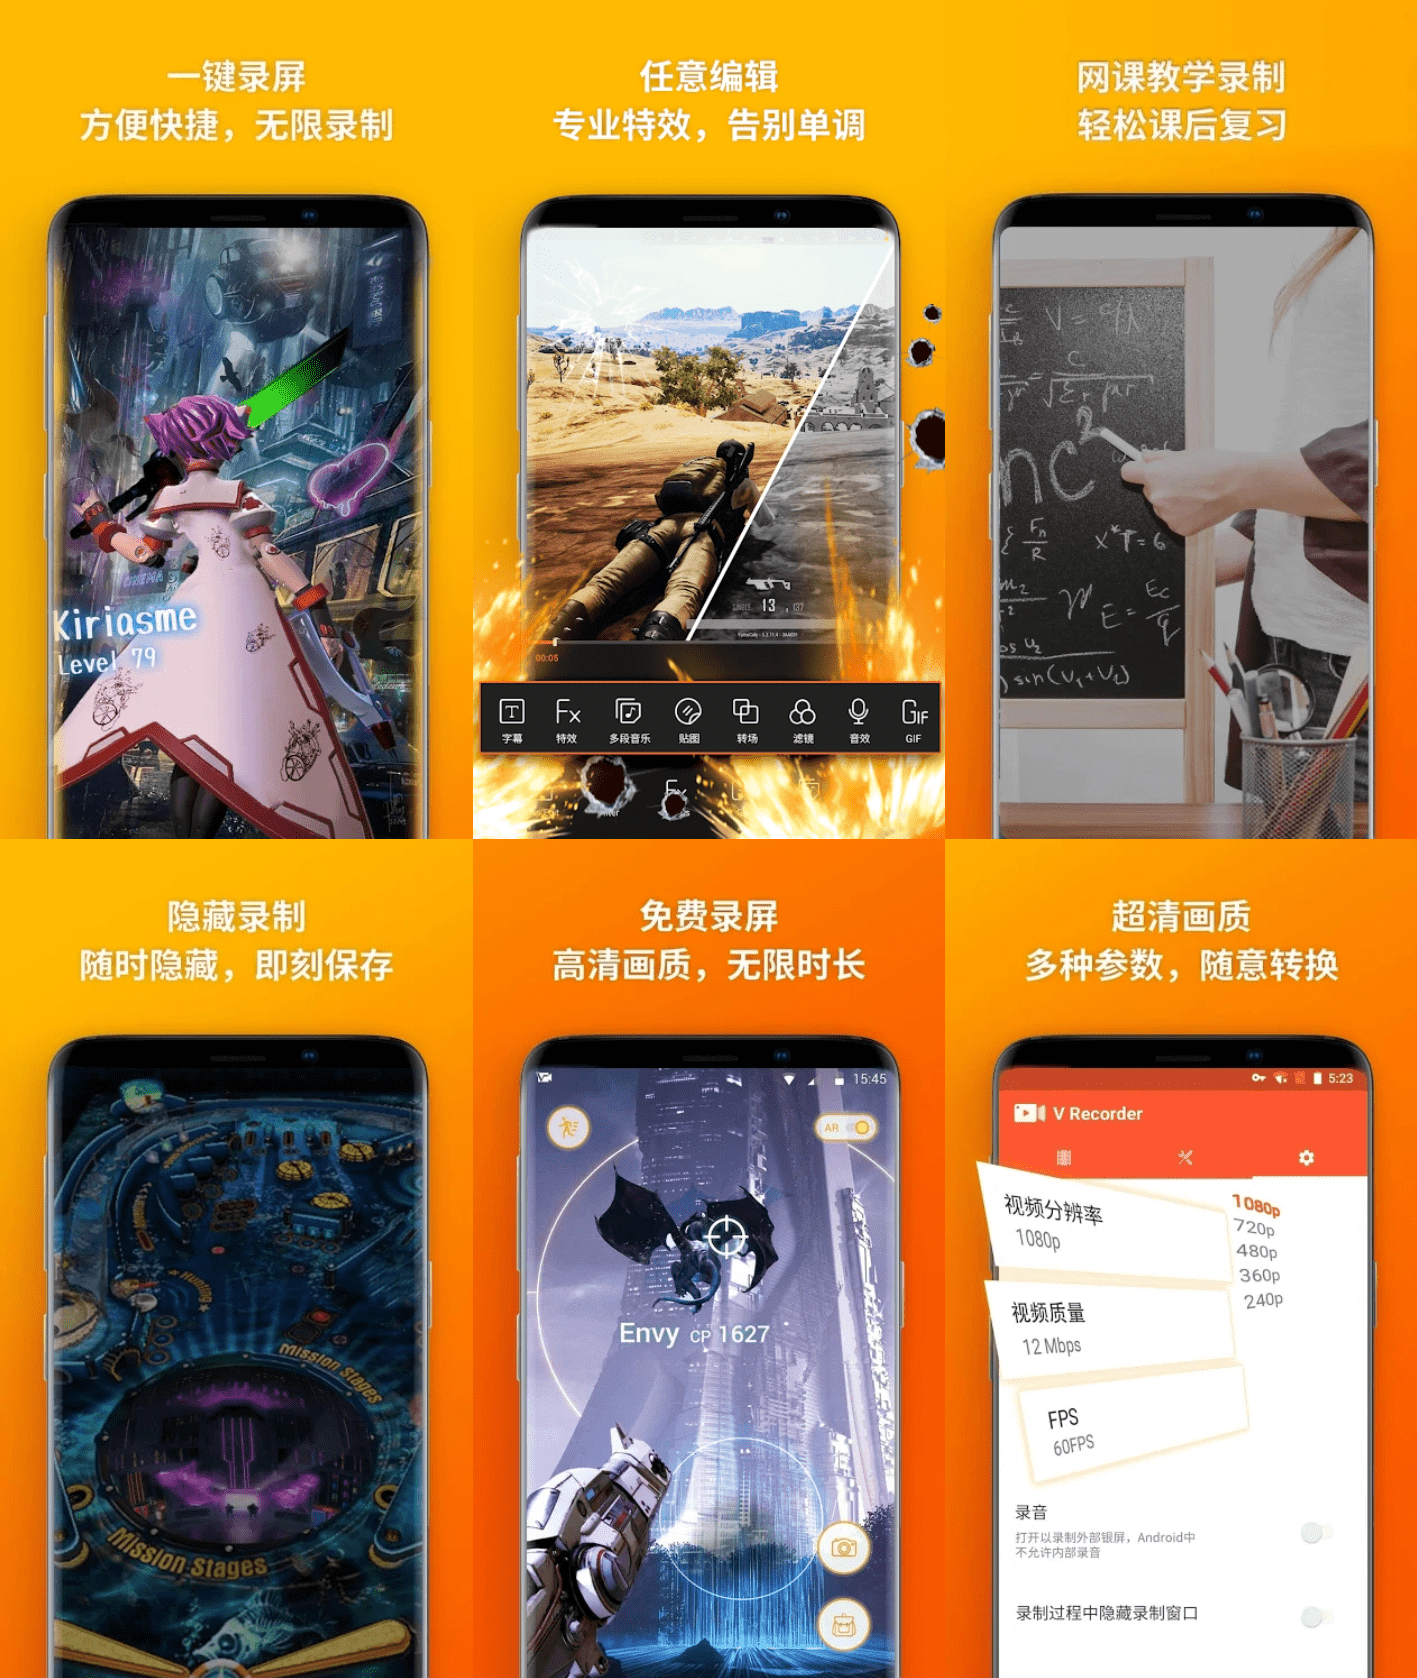 一键录屏
方便快捷，无限录制
Kiriasme
Level 79
任意编辑
专业特效，告别单调
SINGLE 13 , 137
00:05
字幕 特效 多段音乐 贴图 转场 滤镜 音效 GIF
网课教学录制
轻松课后复习
隐藏录制
随时隐藏，即刻保存
Hunting
Mission Stages
Mission Stages
免费录屏
高清画质，无限时长
15:45
AR
Envy CP 1627
超清画质
多种参数，随意转换
5:23
V Recorder
视频分辨率
1080p
1080p
720p
480p
360p
240p
视频质量
12 Mbps
FPS
60FPS
录音
打开以录制外部银屏，Android中
不允许内部录音
录制过程中隐藏录制窗口